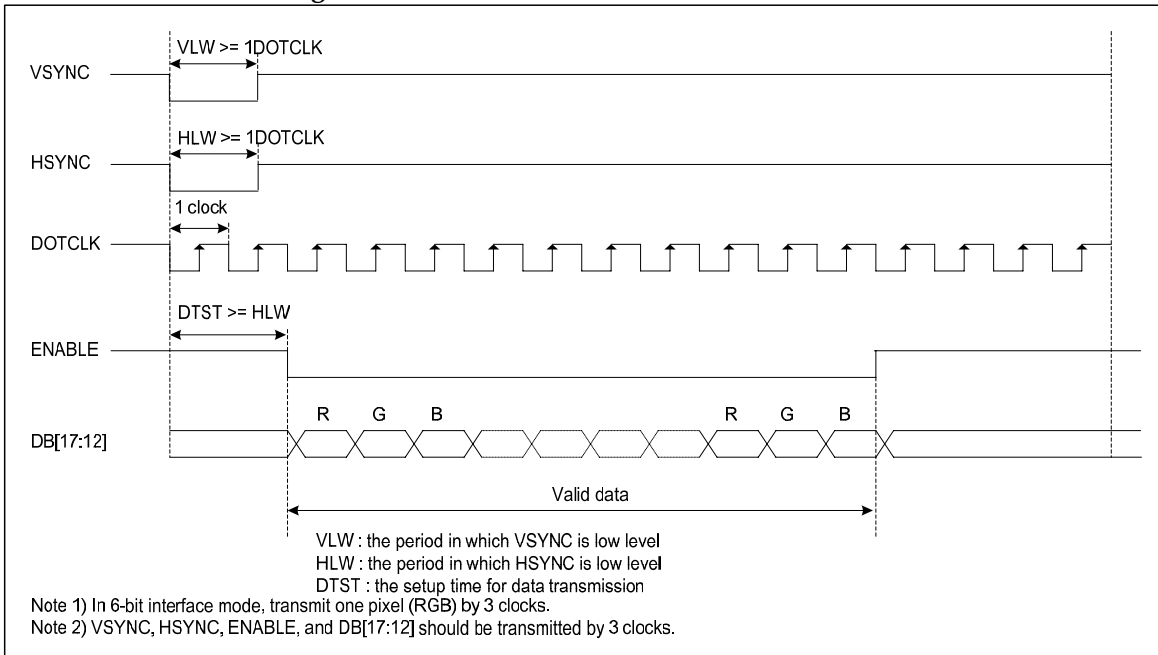 VLW >= 1DOTCLK
VSYNC
HLW >= 1DOTCLK
HSYNC
1 clock
DOTCLK
DTST >= HLW
ENABLE
R G B R G B
DB[17:12]
Valid data
VLW : the period in which VSYNC is low level
HLW : the period in which HSYNC is low level
DTST : the setup time for data transmission
Note 1) In 6-bit interface mode, transmit one pixel (RGB) by 3 clocks.
Note 2) VSYNC, HSYNC, ENABLE, and DB[17:12] should be transmitted by 3 clocks.